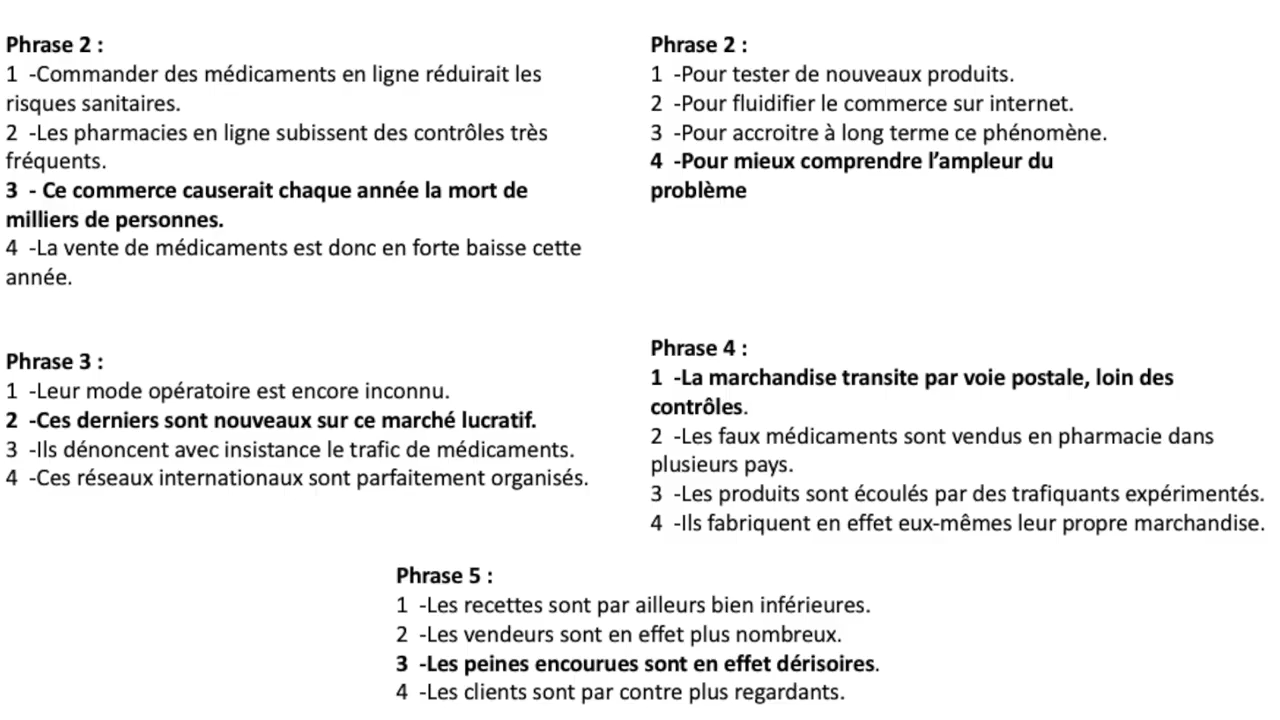 Phrase 2 :
1  -Commander des médicaments en ligne réduirait les
risques sanitaires.
2  -Les pharmacies en ligne subissent des contrôles très
fréquents.
3  - Ce commerce causerait chaque année la mort de
milliers de personnes.
4  -La vente de médicaments est donc en forte baisse cette
année.
Phrase 2 :
1  -Pour tester de nouveaux produits.
2  -Pour fluidifier le commerce sur internet.
3  -Pour accroitre à long terme ce phénomène.
4  -Pour mieux comprendre l’ampleur du
problème
Phrase 3 :
1  -Leur mode opératoire est encore inconnu.
2  -Ces derniers sont nouveaux sur ce marché lucratif.
3  -Ils dénoncent avec insistance le trafic de médicaments.
4  -Ces réseaux internationaux sont parfaitement organisés.
Phrase 4 :
1  -La marchandise transite par voie postale, loin des
contrôles.
2  -Les faux médicaments sont vendus en pharmacie dans
plusieurs pays.
3  -Les produits sont écoulés par des trafiquants expérimentés.
4  -Ils fabriquent en effet eux-mêmes leur propre marchandise.
Phrase 5 :
1  -Les recettes sont par ailleurs bien inférieures.
2  -Les vendeurs sont en effet plus nombreux.
3  -Les peines encourues sont en effet dérisoires.
4  -Les clients sont par contre plus regardants.